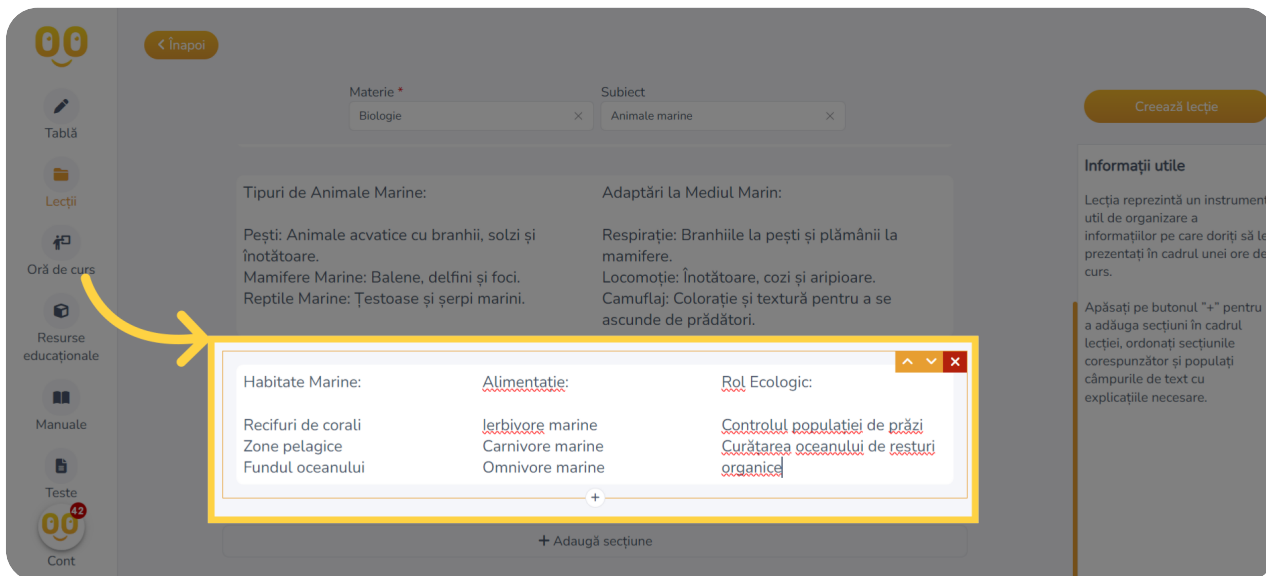 Înapoi
Tablă
Lecții
Oră de curs
Resurse
educaționale
Manuale
Teste
42
Cont
Materie *
Biologie
Subiect
Animale marine
Tipuri de Animale Marine:
Pești: Animale acvatice cu branhii, solzi și
înotătoare.
Mamifere Marine: Balene, delfini și foci.
Reptile Marine: Țestoase și șerpi marini.
Adaptări la Mediul Marin:
Respirație: Branhiile la pești și plămânii la
mamifere.
Locomoție: Înotătoare, cozi și aripioare.
Camuflaj: Colorație și textură pentru a se
ascunde de prădători.
Habitate Marine:
Recifuri de corali
Zone pelagice
Fundul oceanului
Alimentație:
Ierbivore marine
Carnivore marine
Omnivore marine
Rol Ecologic:
Controlul populației de prăzi
Curățarea oceanului de resturi
organice
+
+ Adaugă secțiune
Creează lecție
Informații utile
Lecția reprezintă un instrument
util de organizare a
informațiilor pe care doriți să le
prezentați în cadrul unei ore de
curs.
Apăsați pe butonul "+" pentru
a adăuga secțiuni în cadrul
lecției, ordonați secțiunile
corespunzător și populați
câmpurile de text cu
explicațiile necesare.